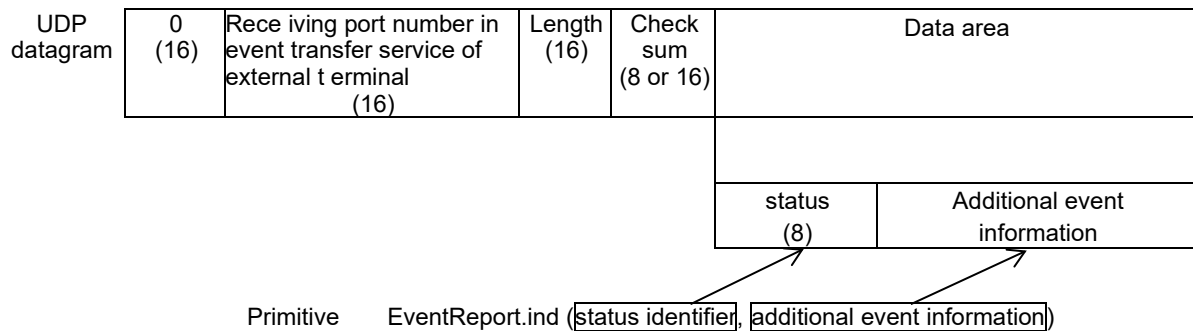 UDP
datagram
0
(16)
Rece iving port number in
event transfer service of
external t erminal
(16)
Length
(16)
Check
sum
(8 or 16)
Data area
status
(8)
Additional event
information
Primitive EventReport.ind (status identifier, additional event information)